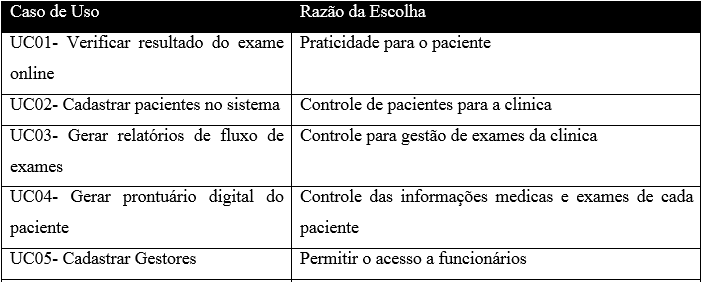 Caso de Uso Razão da Escolha
UC01- Verificar resultado do exame Praticidade para o paciente
online
UC02- Cadastrar pacientes no sistema Controle de pacientes para a clinica
UC03- Gerar relatórios de fluxo de Controle para gestão de exames da clinica
exames
UC04- Gerar prontuário digital do Controle das informações medicas e exames de cada
paciente paciente
UC05- Cadastrar Gestores Permitir o acesso a funcionários